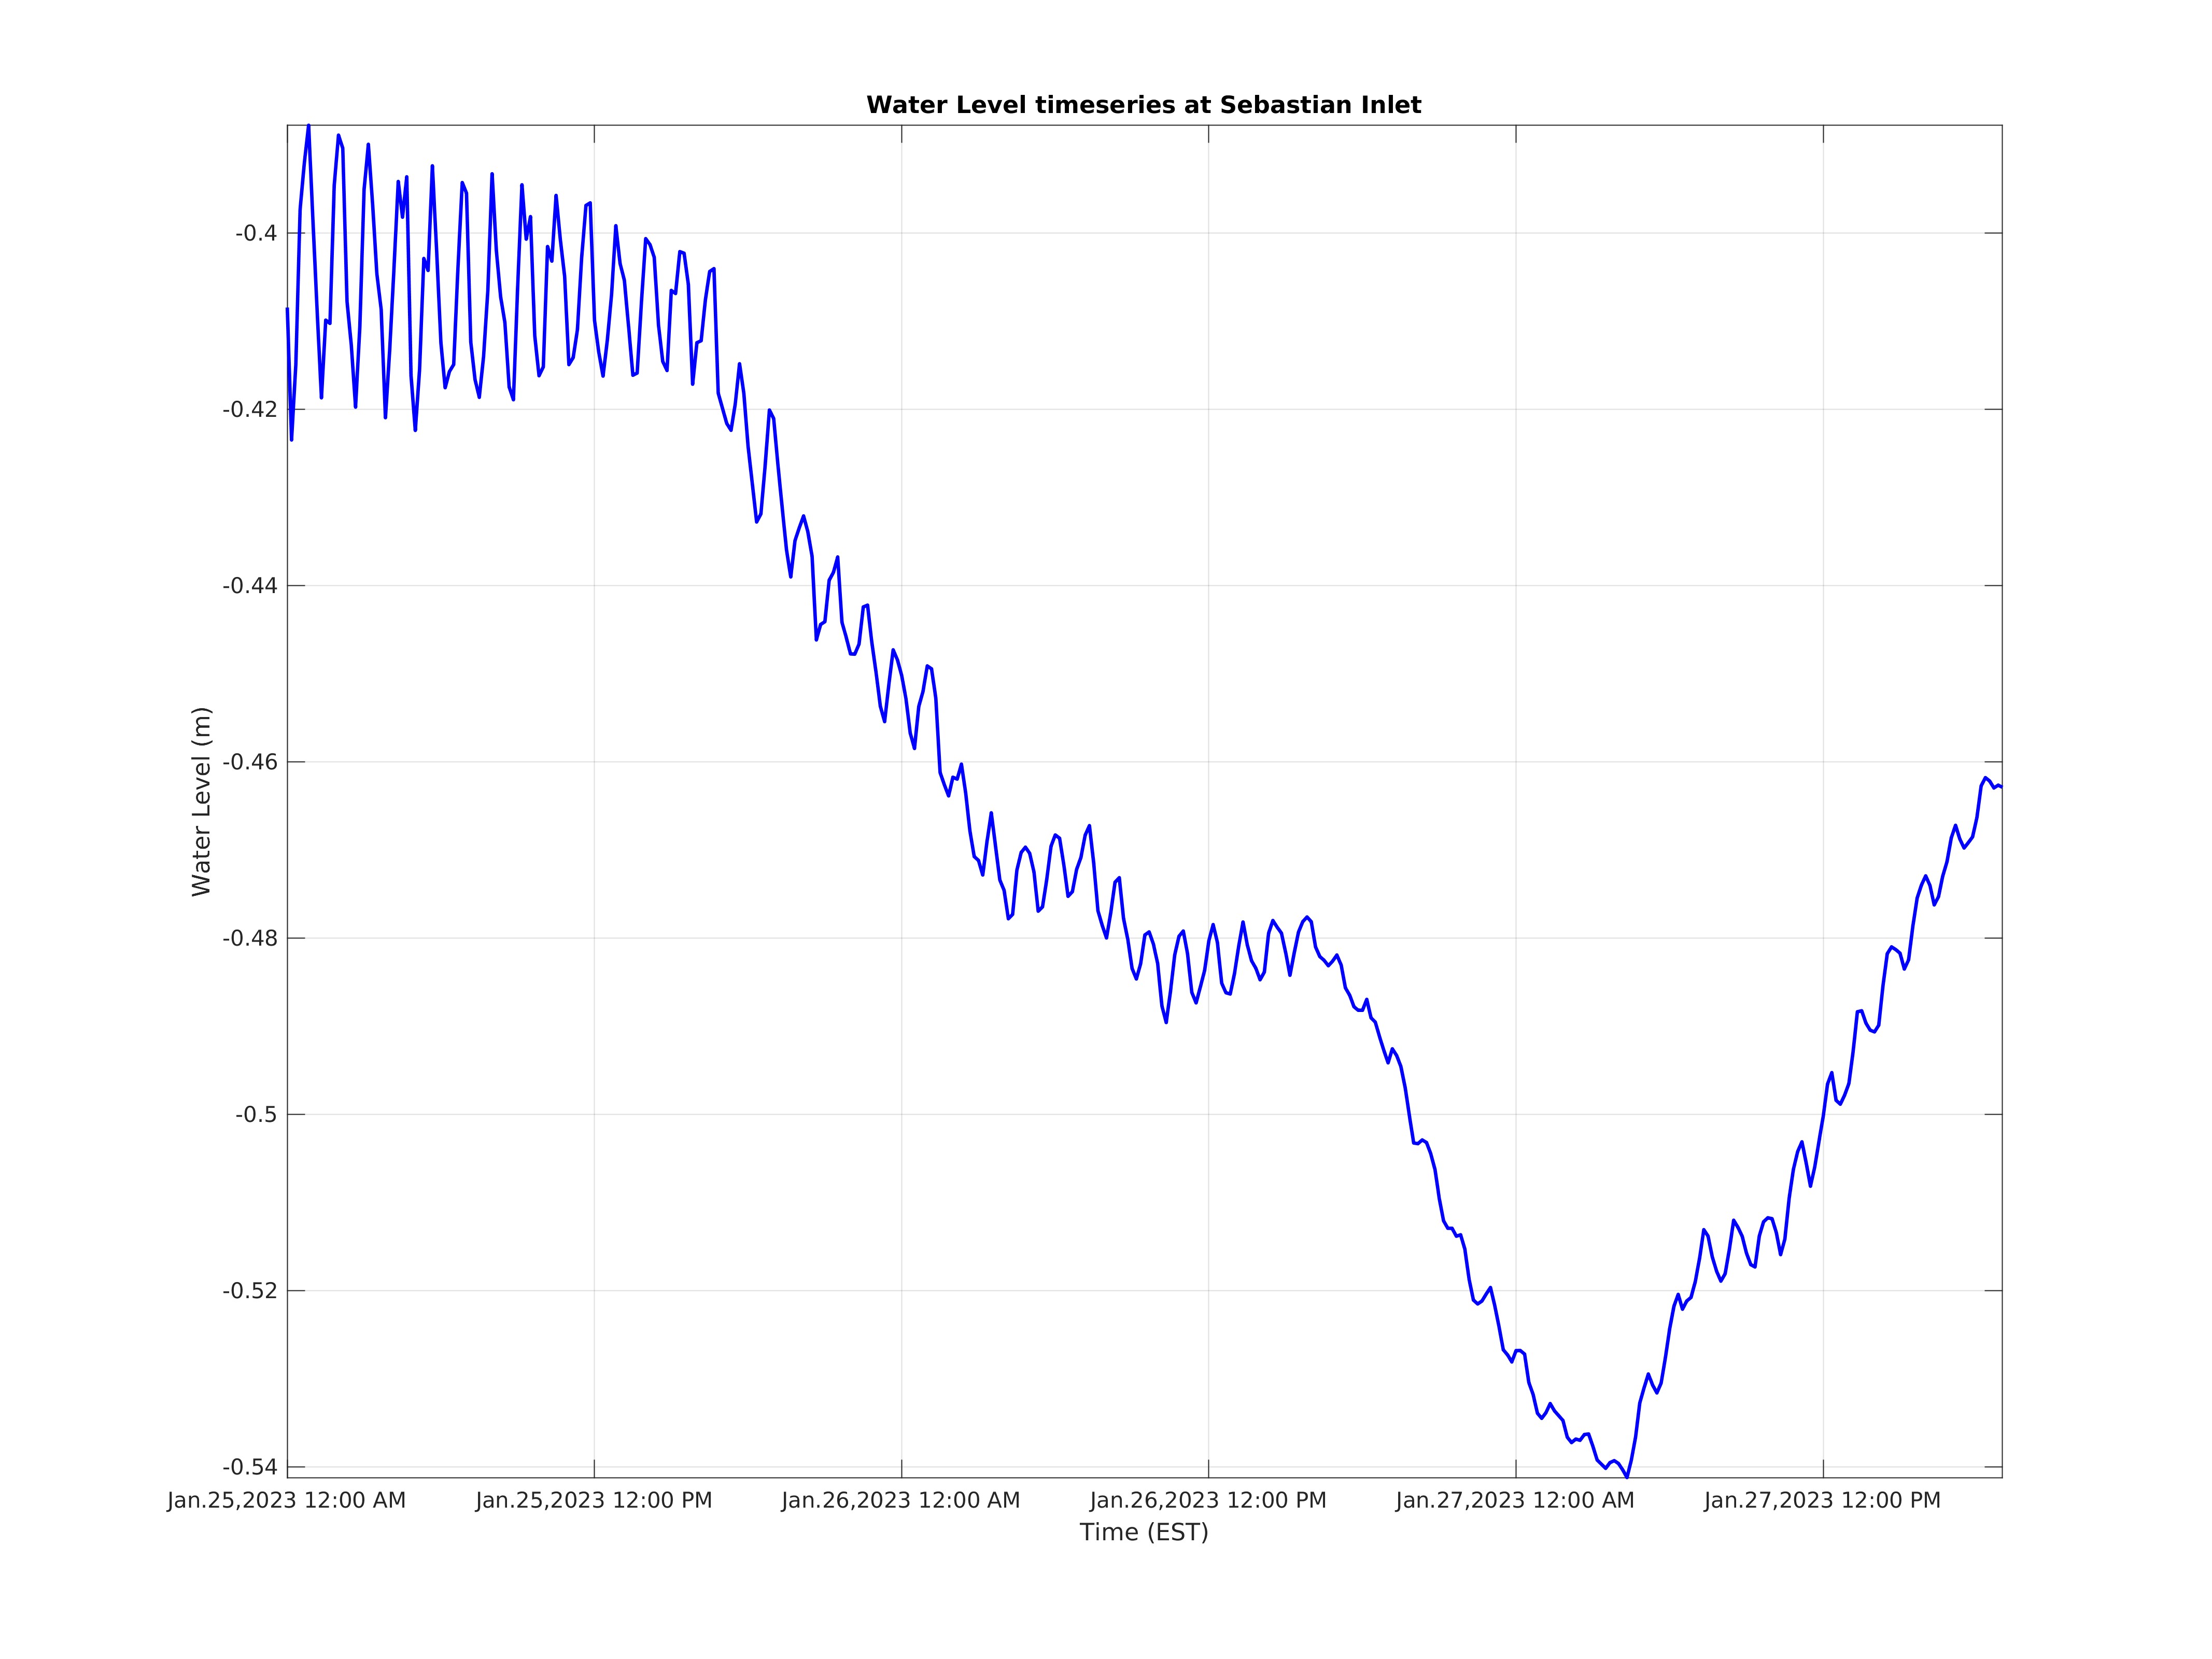 Water Level timeseries at Sebastian Inlet
Water Level (m)
-0.4
-0.42
-0.44
-0.46
-0.48
-0.5
-0.52
-0.54
Jan.25,2023 12:00 AM
Jan.25,2023 12:00 PM
Jan.26,2023 12:00 AM
Jan.26,2023 12:00 PM
Jan.27,2023 12:00 AM
Jan.27,2023 12:00 PM
Time (EST)